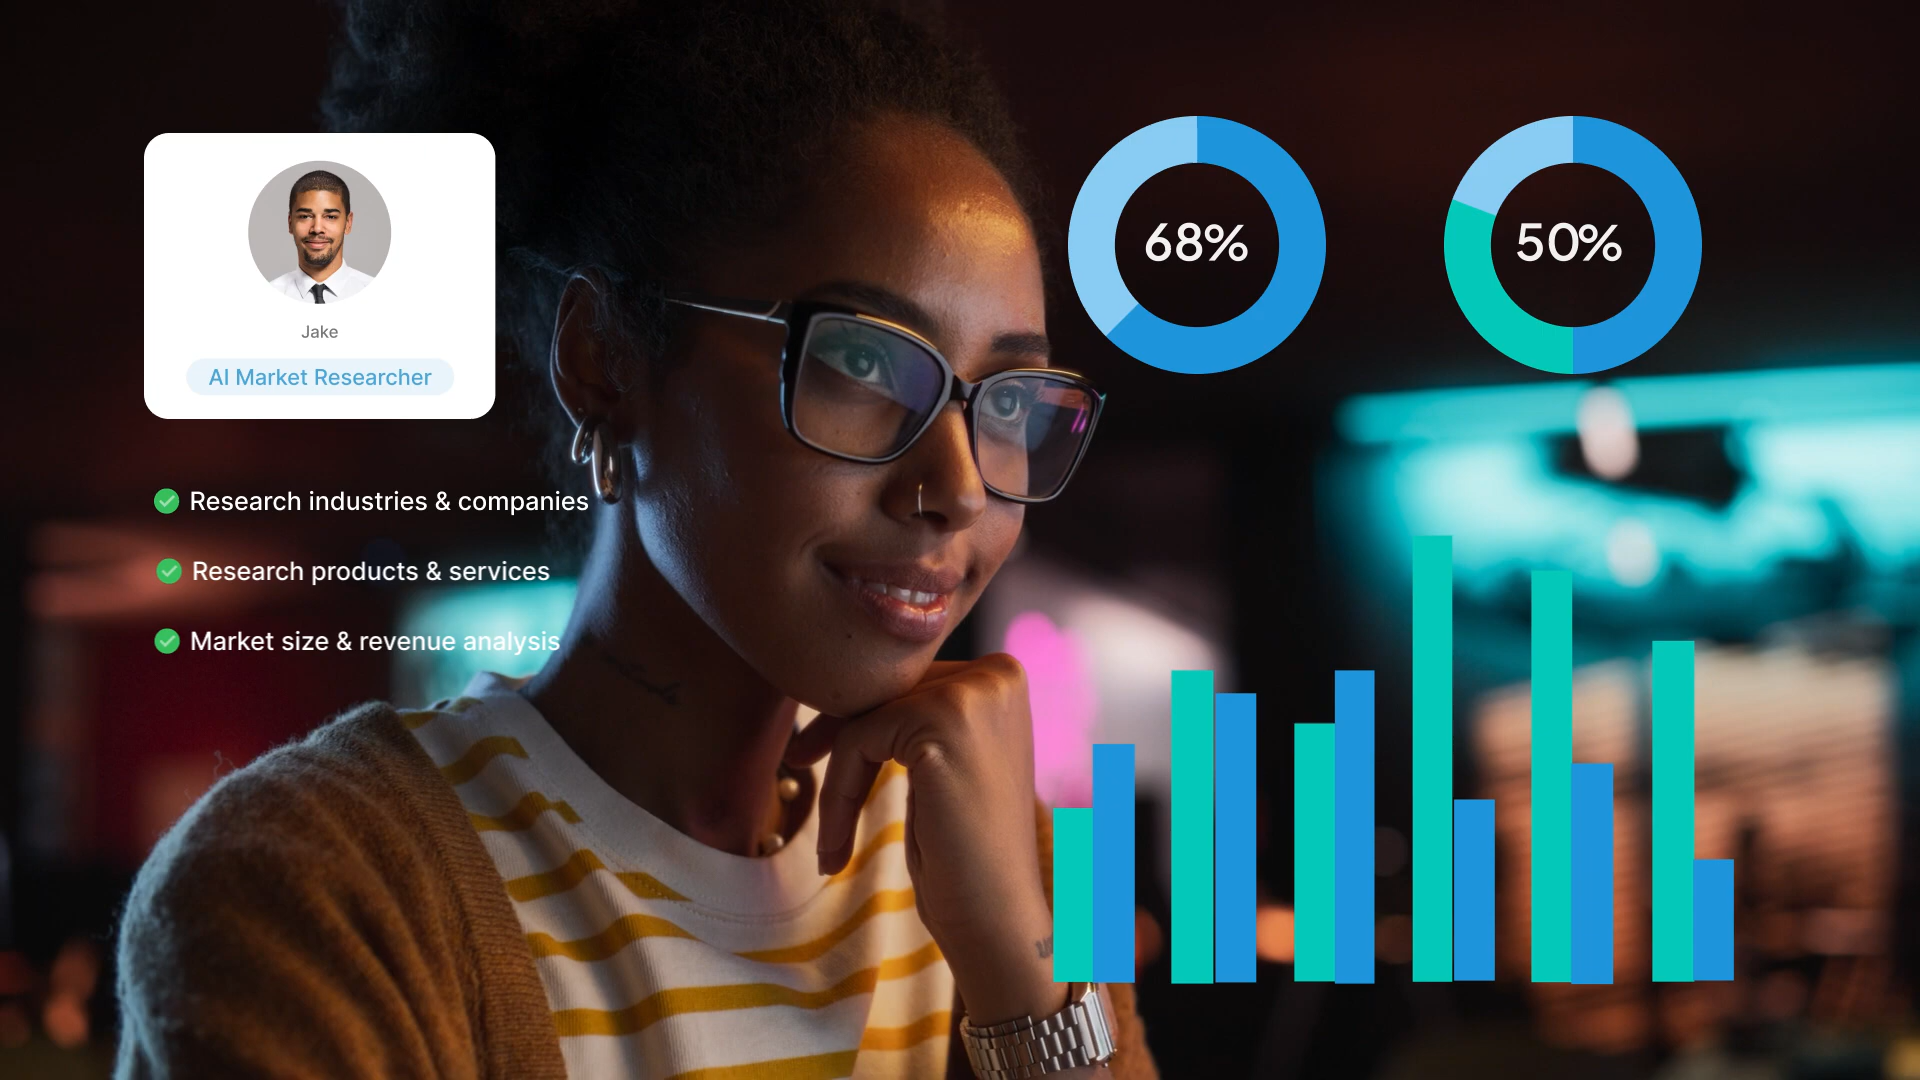 Jake
AI Market Researcher
Research industries & companies
Research products & services
Market size & revenue analysis
68%
50%